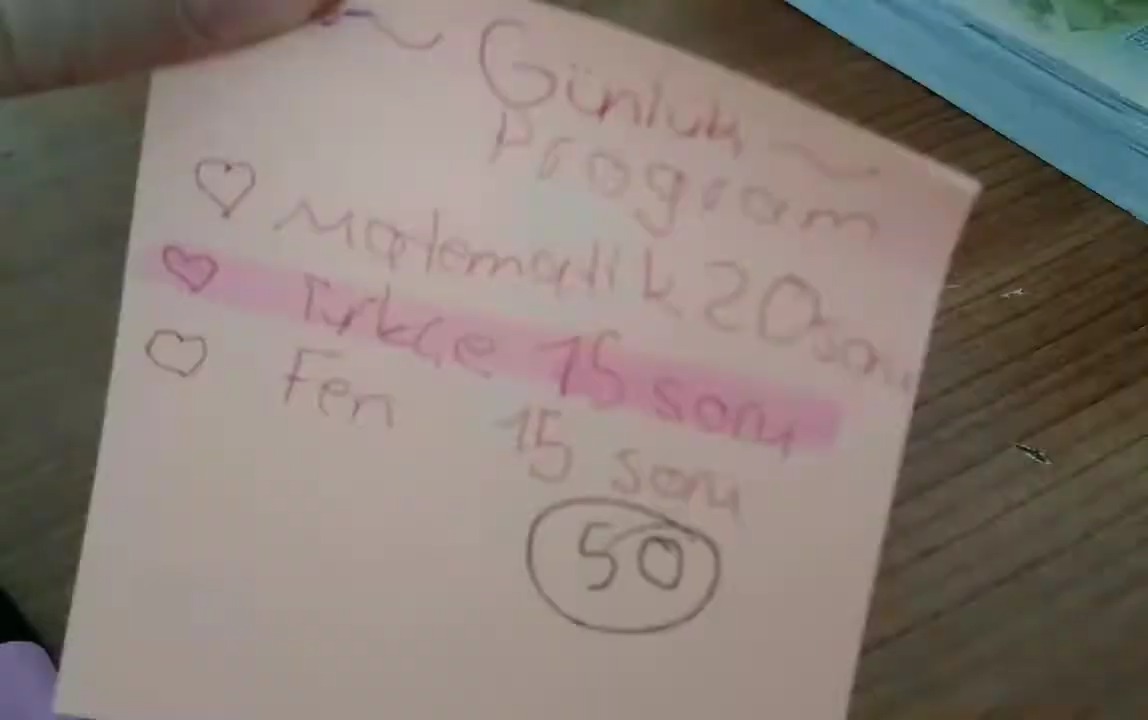 Günlük
Program
Matematik 20 soru
Türkçe 15 soru
Fen 15 soru
50